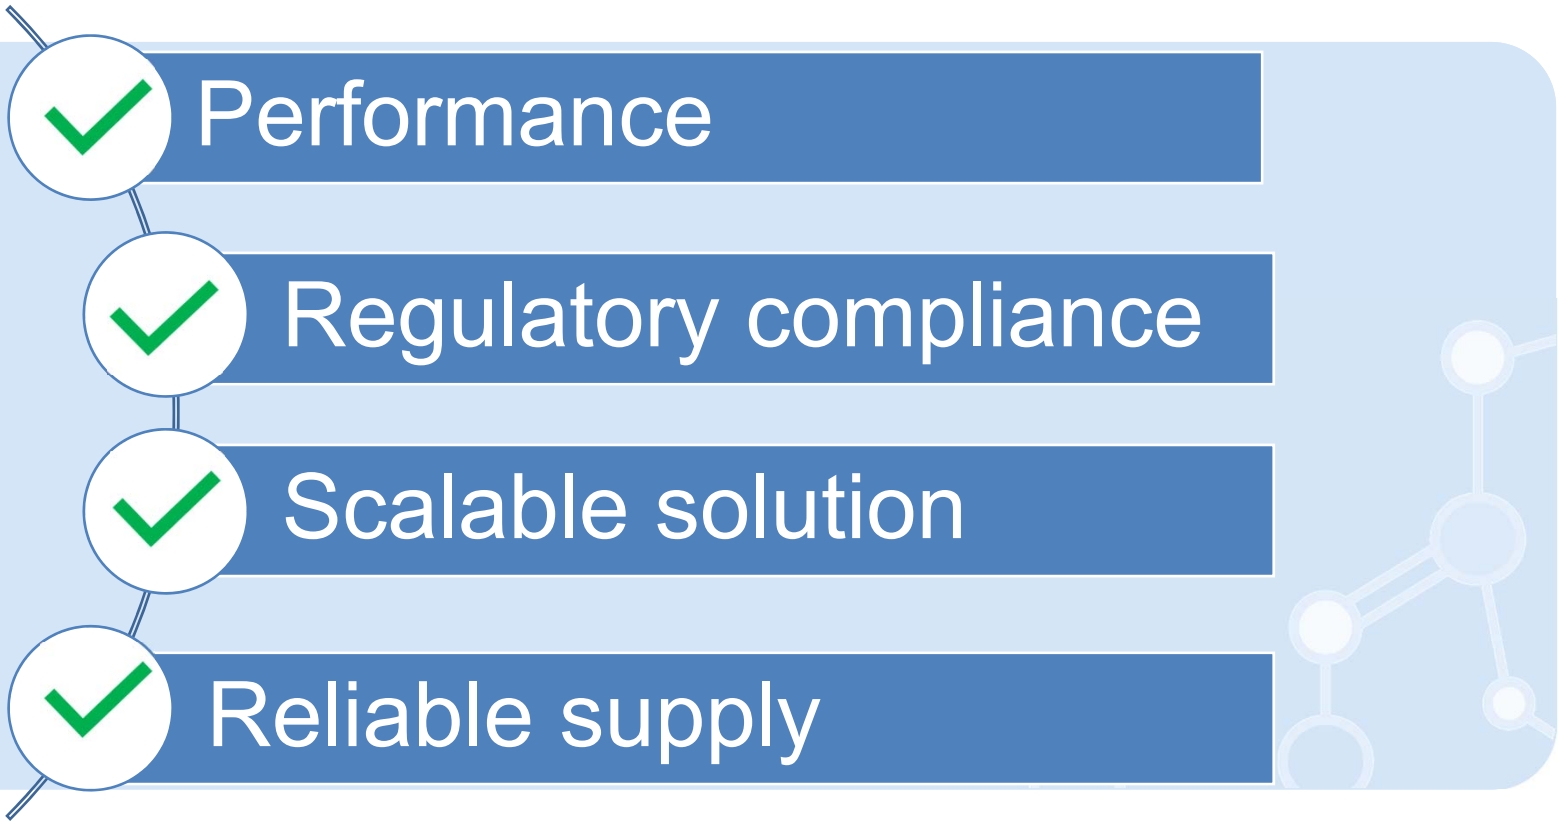 Performance
Regulatory compliance
Scalable solution
Reliable supply